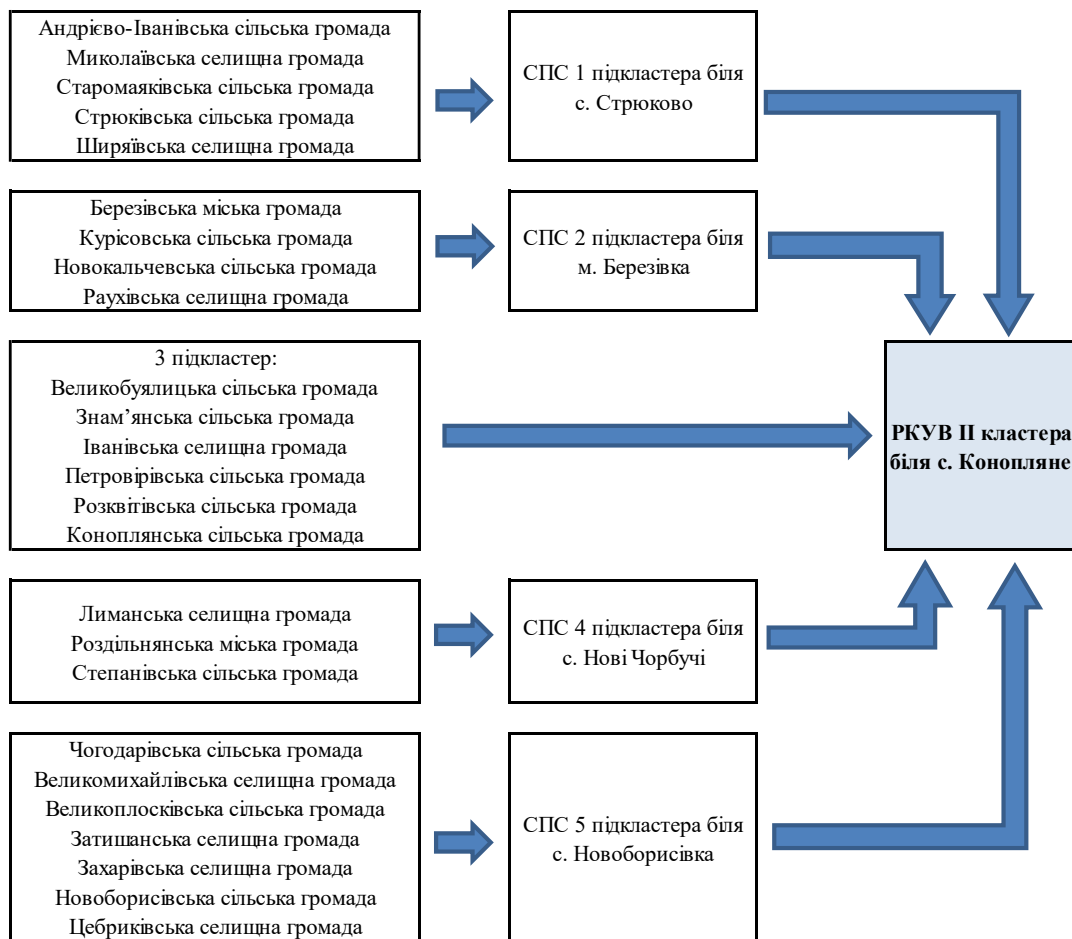 Андрієво-Іванівська сільська громада
Миколаївська селищна громада
Старомаяківська сільська громада
Стрюківська сільська громада
Ширяївська селищна громада
СПС 1 підкластера біля
с. Стрюково
Березівська міська громада
Курісовська сільська громада
Новокальчевська сільська громада
Раухівська селищна громада
СПС 2 підкластера біля
м. Березівка
3 підкластер:
Великобуялицька сільська громада
Знам’янська сільська громада
Іванівська селищна громада
Петровірівська сільська громада
Розквітівська сільська громада
Коноплянська сільська громада
РКУВ ІІ кластера
біля с. Конопляне
Лиманська селищна громада
Роздільнянська міська громада
Степанівська сільська громада
СПС 4 підкластера біля
с. Нові Чорбучі
Чогодарівська сільська громада
Великомихайлівська селищна громада
Великоплосківська сільська громада
Затишанська селищна громада
Захарівська селищна громада
Новоборисівська сільська громада
Цебриківська селищна громада
СПС 5 підкластера біля
с. Новоборисівка